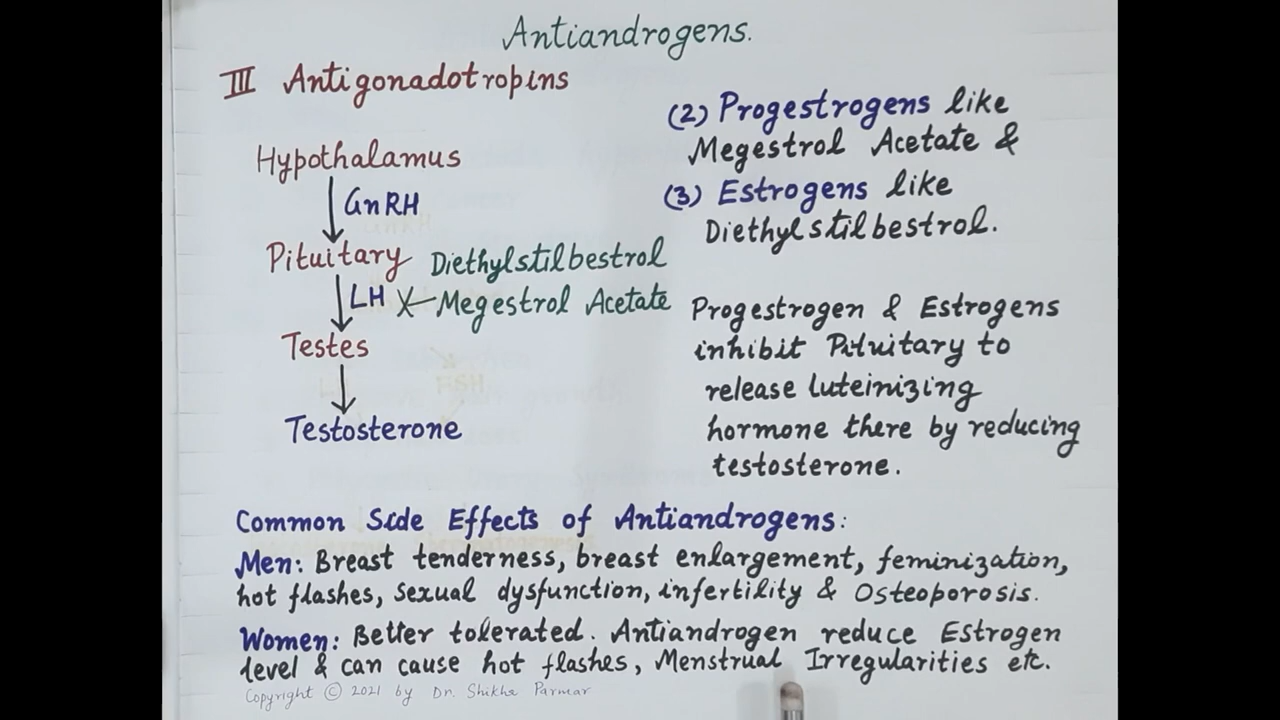 Antiandrogens.
III Antigonadotropins
Hypothalamus
GnRH
Pituitary
LH X
Testes
Testosterone
Diethylstilbestrol
Megestrol Acetate
(2) Progestrogens like
Megestrol Acetate &
(3) Estrogens like
Diethylstilbestrol.
Progestrogen & Estrogens
inhibit Pituitary to
release luteinizing
hormone there by reducing
testosterone.
Common Side Effects of Antiandrogens:
Men: Breast tenderness, breast enlargement, feminization,
hot flashes, sexual dysfunction, infertility & Osteoporosis.
Women: Better tolerated. Antiandrogen reduce Estrogen
level & can cause hot flashes, Menstrual Irregularities etc.
Copyright © 2021 by Dr. Shikha Parmar